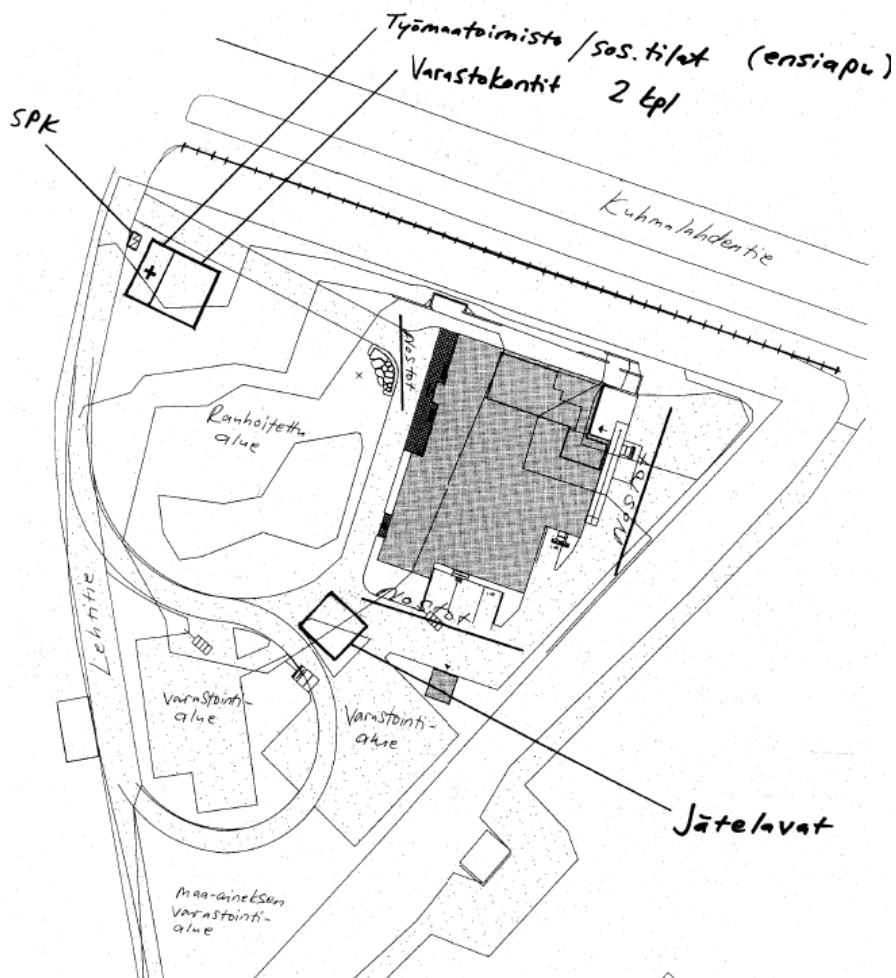 Työmaatoimisto /sos.tilat (ensiapu)
Varastokontit 2 kpl
SPK
Kuhmalahdentie
Nostot
Rauhoitettu
alue
Nostot
Nostot
Lehtitie
Varastointi-
alue
Varastointi-
alue
Jätelavat
maa-aineksen
varastointi-
alue